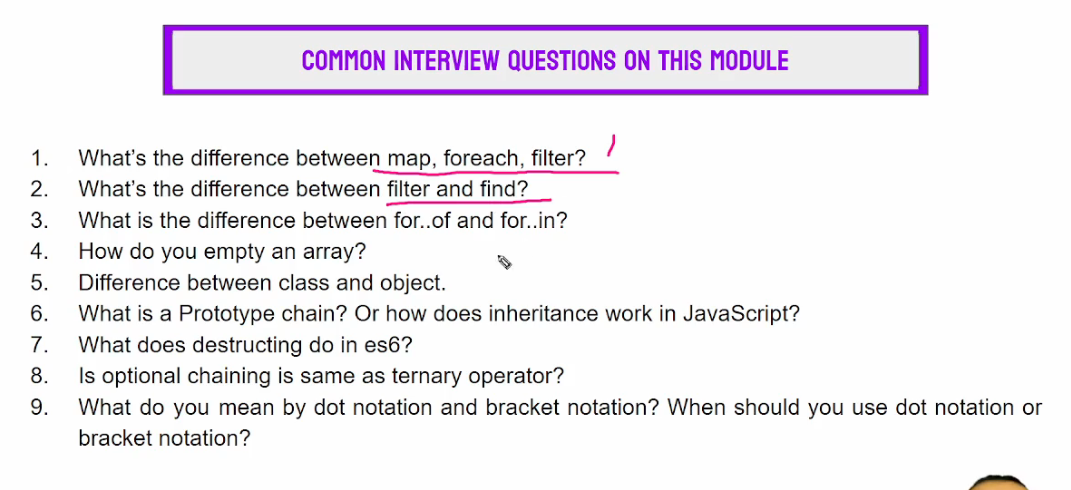 COMMON INTERVIEW QUESTIONS ON THIS MODULE
1. What's the difference between map, foreach, filter?
2. What's the difference between filter and find?
3. What is the difference between for..of and for..in?
4. How do you empty an array?
5. Difference between class and object.
6. What is a Prototype chain? Or how does inheritance work in JavaScript?
7. What does destructing do in es6?
8. Is optional chaining is same as ternary operator?
9. What do you mean by dot notation and bracket notation? When should you use dot notation or
bracket notation?